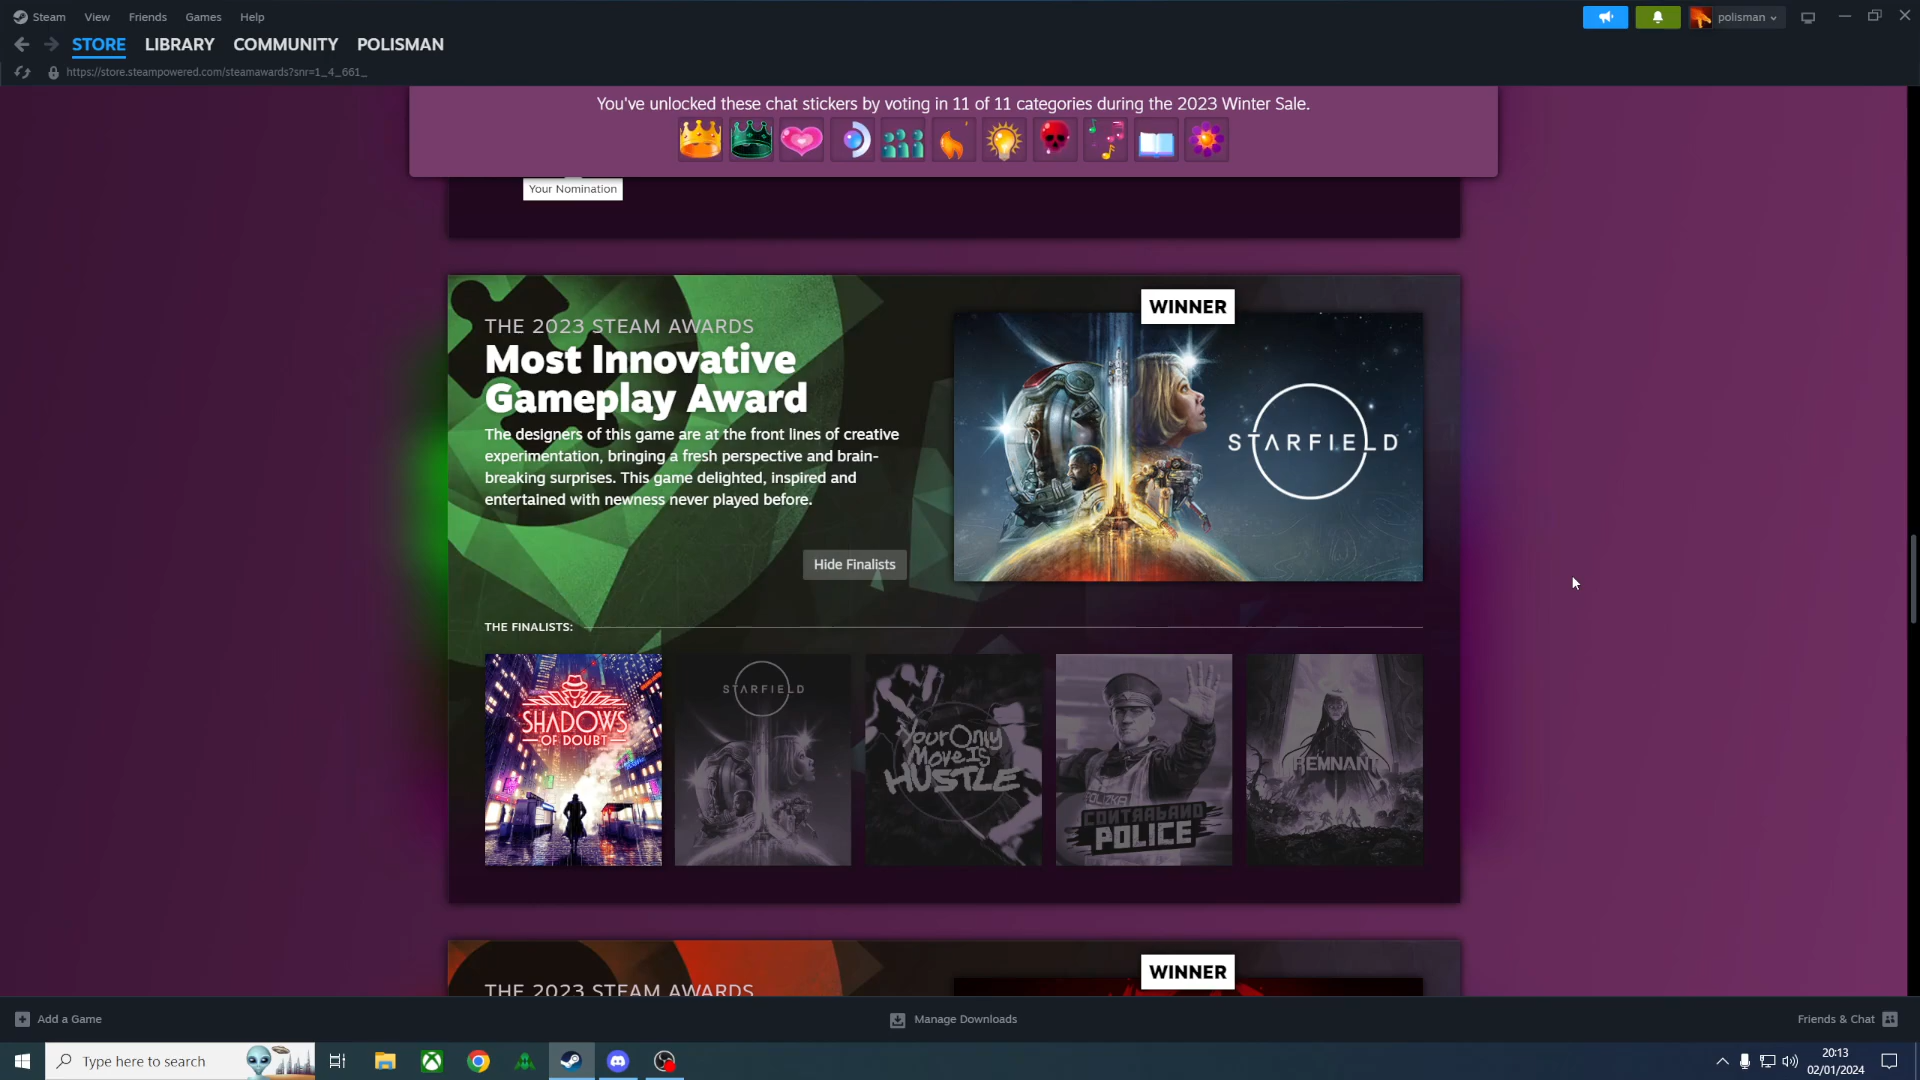 Steam View Friends Games Help
polisman
STORE LIBRARY COMMUNITY POLISMAN
https://store.steampowered.com/steamawards?snr=1_4_661_
You've unlocked these chat stickers by voting in 11 of 11 categories during the 2023 Winter Sale.
Your Nomination
THE 2023 STEAM AWARDS
Most Innovative
Gameplay Award
The designers of this game are at the front lines of creative
experimentation, bringing a fresh perspective and brain-
breaking surprises. This game delighted, inspired and
entertained with newness never played before.
Hide Finalists
WINNER
STARFIELD
THE FINALISTS:
SHADOWS
OF DOUBT
STARFIELD
Your Only
Move IS
HUSTLE
CONTRABAND
POLICE
REMNANT
THE 2023 STEAM AWARDS
WINNER
Add a Game
Manage Downloads
Friends & Chat
Type here to search
20:13
02/01/2024